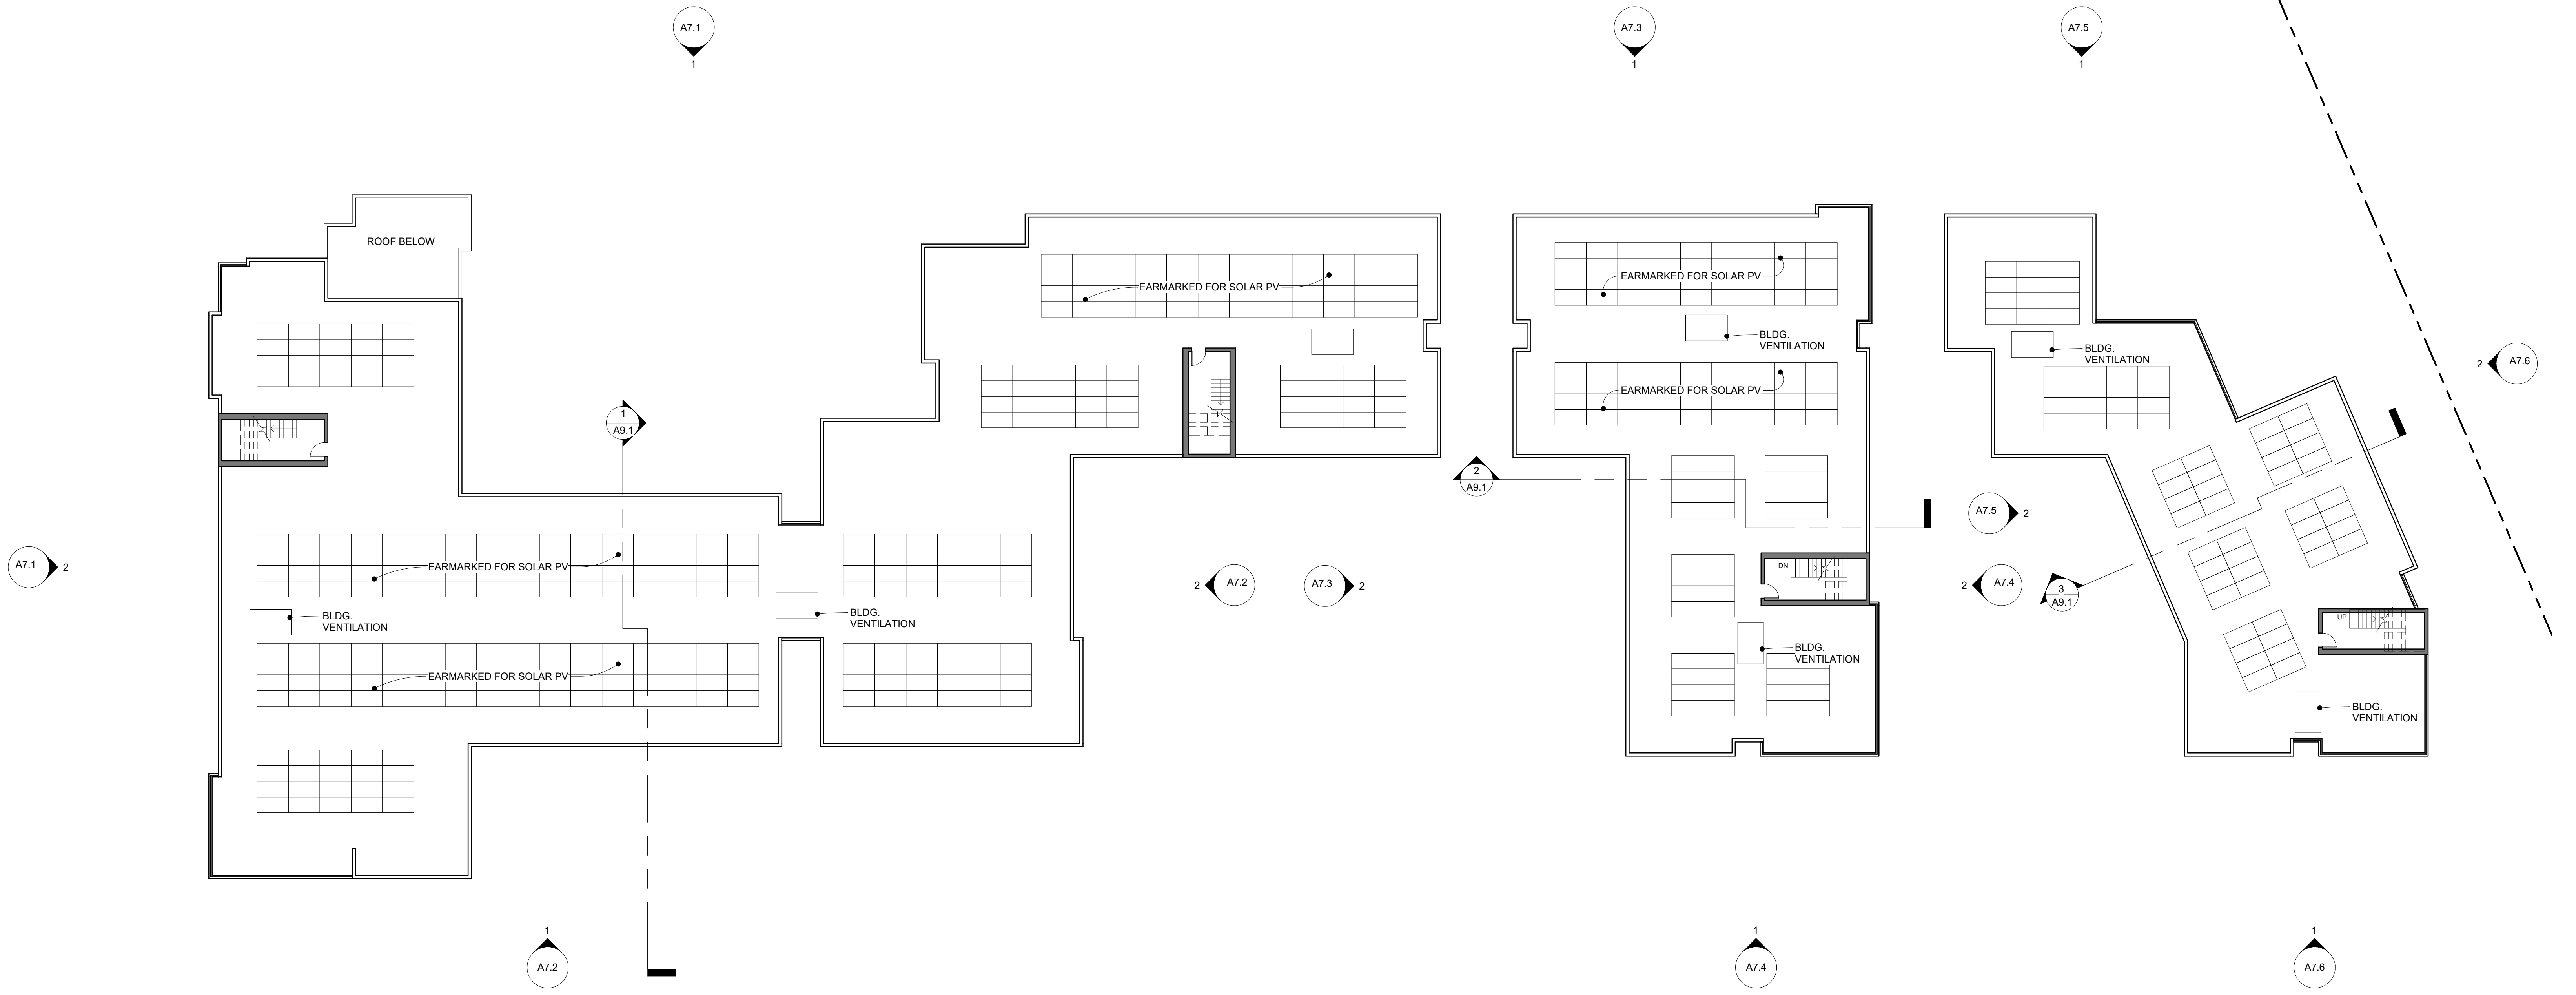 A7.1
1
A7.3
1
A7.5
1
ROOF BELOW
EARMARKED FOR SOLAR PV
EARMARKED FOR SOLAR PV
BLDG.
VENTILATION
BLDG.
VENTILATION
2
A7.6
EARMARKED FOR SOLAR PV
1
A9.1
2
A9.1
A7.5
2
A7.1
2
EARMARKED FOR SOLAR PV
DN
2
A7.2
A7.3
2
2
A7.4
3
A9.1
BLDG.
VENTILATION
BLDG.
VENTILATION
UP
EARMARKED FOR SOLAR PV
BLDG.
VENTILATION
BLDG.
VENTILATION
1
A7.2
1
A7.4
1
A7.6